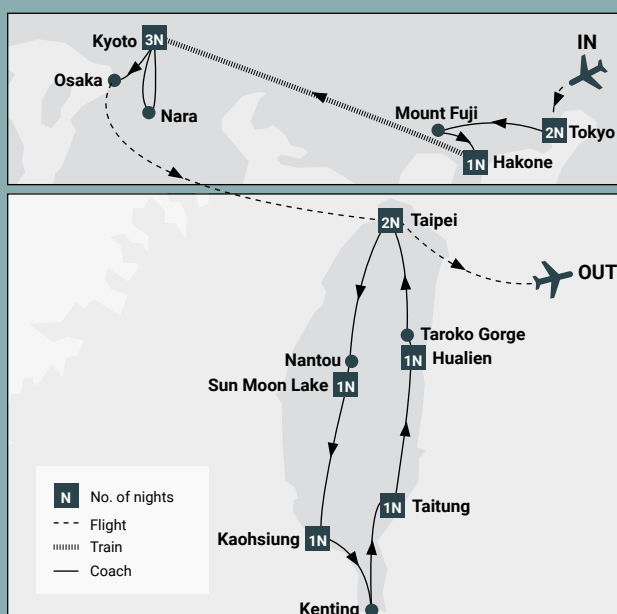 Kyoto 3N
Osaka
Nara
IN
Mount Fuji
2N Tokyo
1N Hakone
2N Taipei
OUT
Taroko Gorge
Nantou
1N Hualien
Sun Moon Lake 1N
N No. of nights
Flight
Train
Coach
1N Taitung
Kaohsiung 1N
Kenting